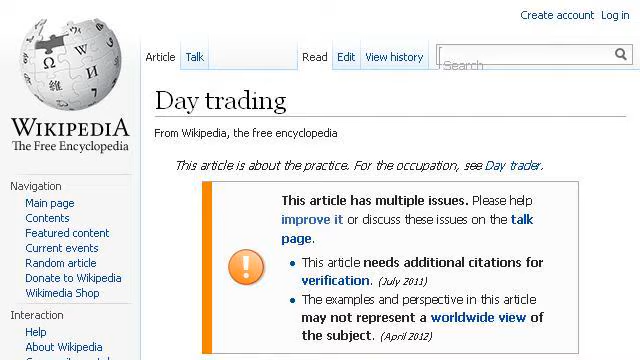 Create account Log in
Article Talk Read Edit View history Search
Day trading
WIKIPEDIA
The Free Encyclopedia
From Wikipedia, the free encyclopedia
This article is about the practice. For the occupation, see Day trader.
Navigation
Main page
Contents
Featured content
Current events
Random article
Donate to Wikipedia
Wikimedia Shop
Interaction
Help
About Wikipedia
This article has multiple issues. Please help
improve it or discuss these issues on the talk
page.
• This article needs additional citations for
verification. (July 2011)
• The examples and perspective in this article
may not represent a worldwide view of
the subject. (April 2012)